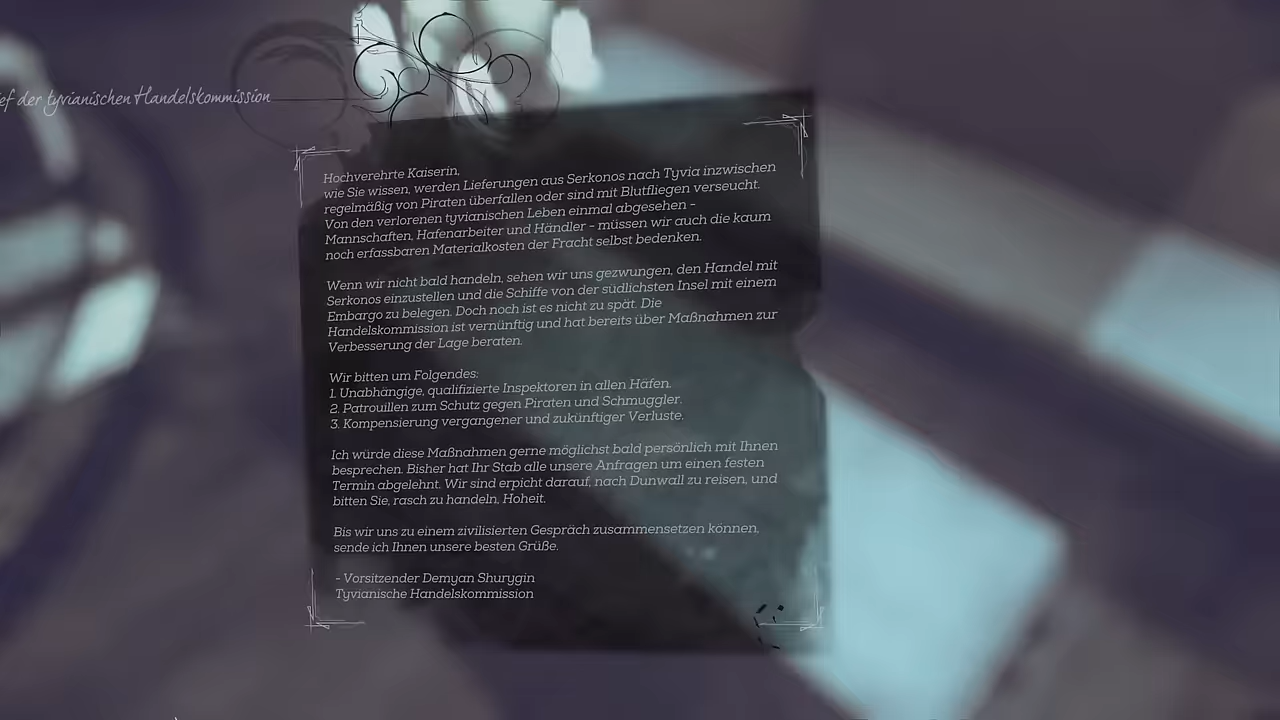 der tyvianischen Handelskommission
Hochverehrte Kaiserin,
wie Sie wissen, werden Lieferungen aus Serkonos nach Tyvia inzwischen
regelmäßig von Piraten überfallen oder sind mit Blutfliegen verseucht.
Von den verlorenen tyvianischen Leben einmal abgesehen –
Mannschaften, Hafenarbeiter und Händler – müssen wir auch die kaum
noch erfassbaren Materialkosten der Fracht selbst bedenken.
Wenn wir nicht bald handeln, sehen wir uns gezwungen, den Handel mit
Serkonos einzustellen und die Schiffe von der südlichsten Insel mit einem
Embargo zu belegen. Doch noch ist es nicht zu spät. Die
Handelskommission ist vernünftig und hat bereits über Maßnahmen zur
Verbesserung der Lage beraten.
Wir bitten um Folgendes:
1. Unabhängige, qualifizierte Inspektoren in allen Häfen.
2. Patrouillen zum Schutz gegen Piraten und Schmuggler.
3. Kompensierung vergangener und zukünftiger Verluste.
Ich würde diese Maßnahmen gerne möglichst bald persönlich mit Ihnen
besprechen. Bisher hat Ihr Stab alle unsere Anfragen um einen festen
Termin abgelehnt. Wir sind erpicht darauf, nach Dunwall zu reisen, und
bitten Sie, rasch zu handeln, Hoheit.
Bis wir uns zu einem zivilisierten Gespräch zusammensetzen können,
sende ich Ihnen unsere besten Grüße.
- Vorsitzender Demyan Shurygin
Tyvianische Handelskommission